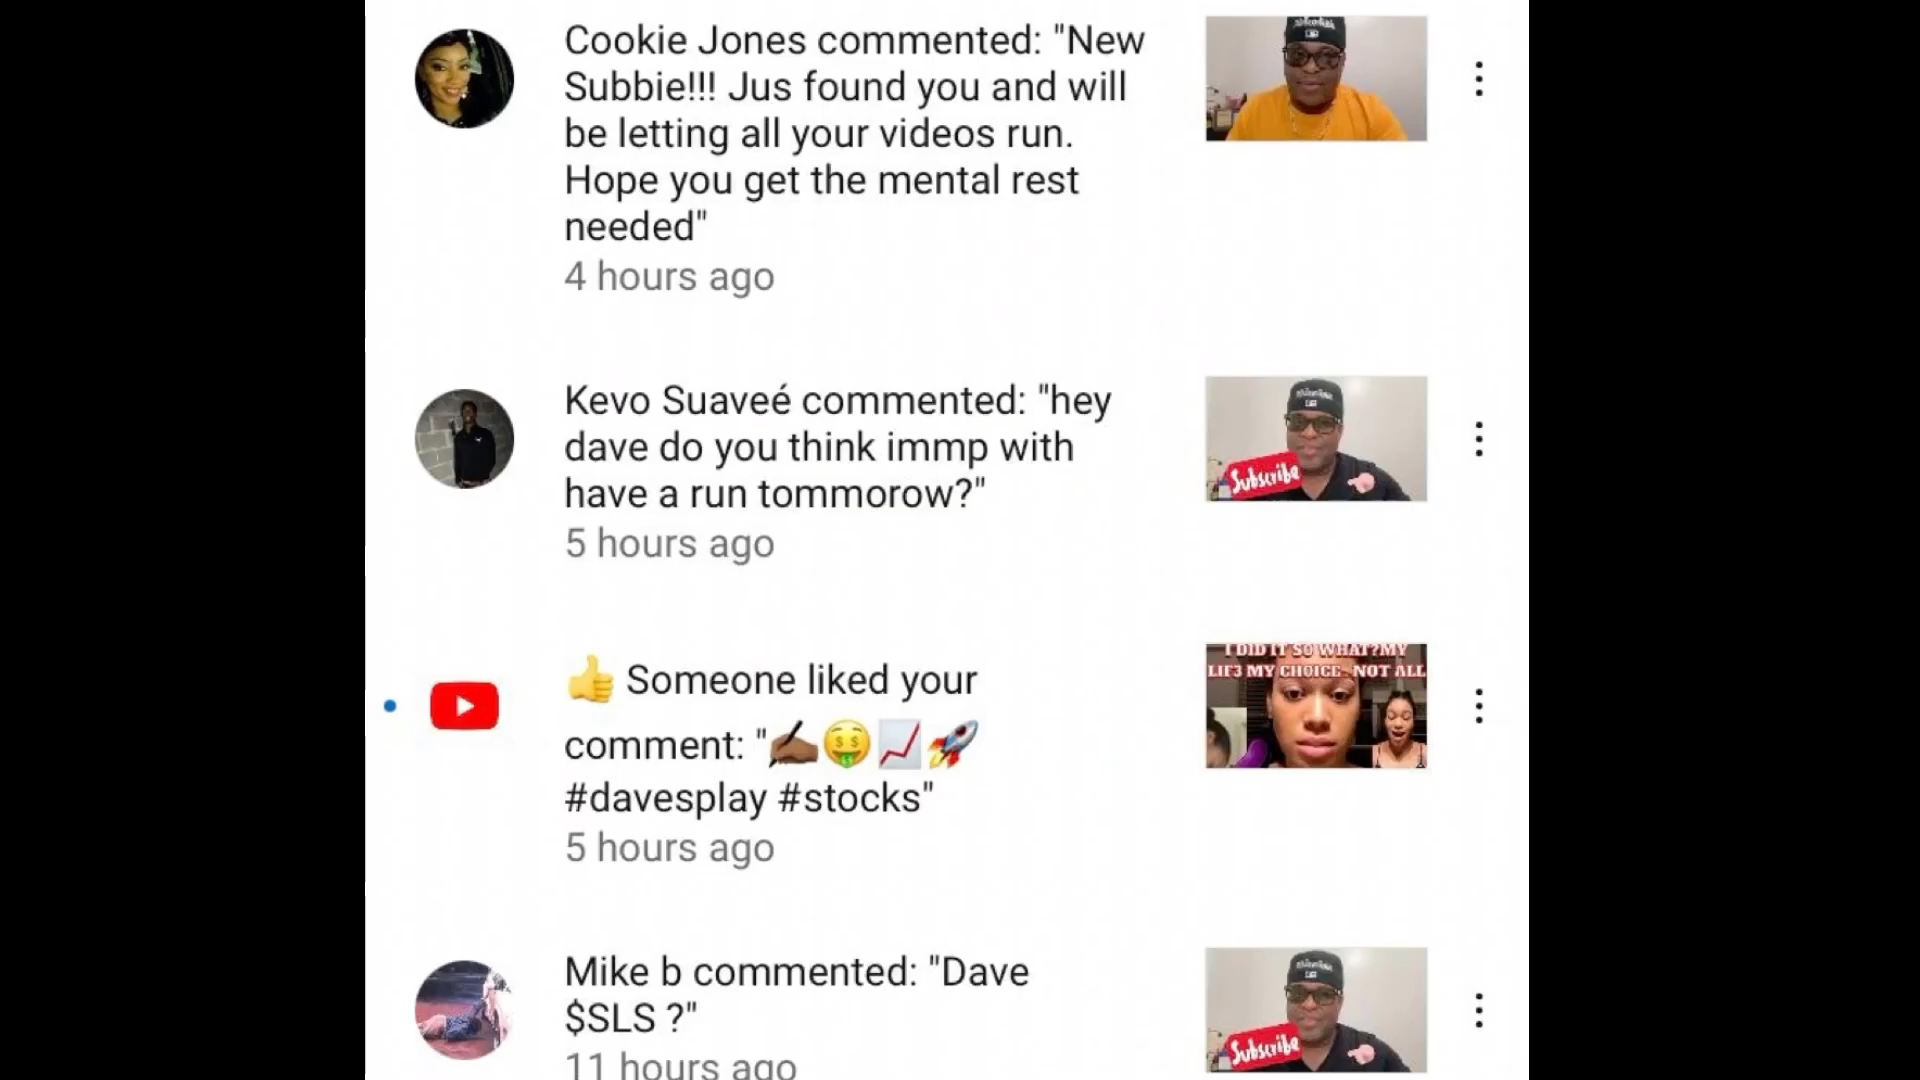 Cookie Jones commented: "New
Subbie!!! Jus found you and will
be letting all your videos run.
Hope you get the mental rest
needed"
4 hours ago
Kevo Suaveé commented: "hey
dave do you think immp with
have a run tommorow?"
5 hours ago
Subscribe
👍 Someone liked your
comment: "✍🏾🤑📈🚀
#davesplay #stocks"
5 hours ago
I DID IT SO WHAT?MY
LIF3 MY CHOICE. NOT ALL
Mike b commented: "Dave
$SLS ?"
11 hours ago
Subscribe